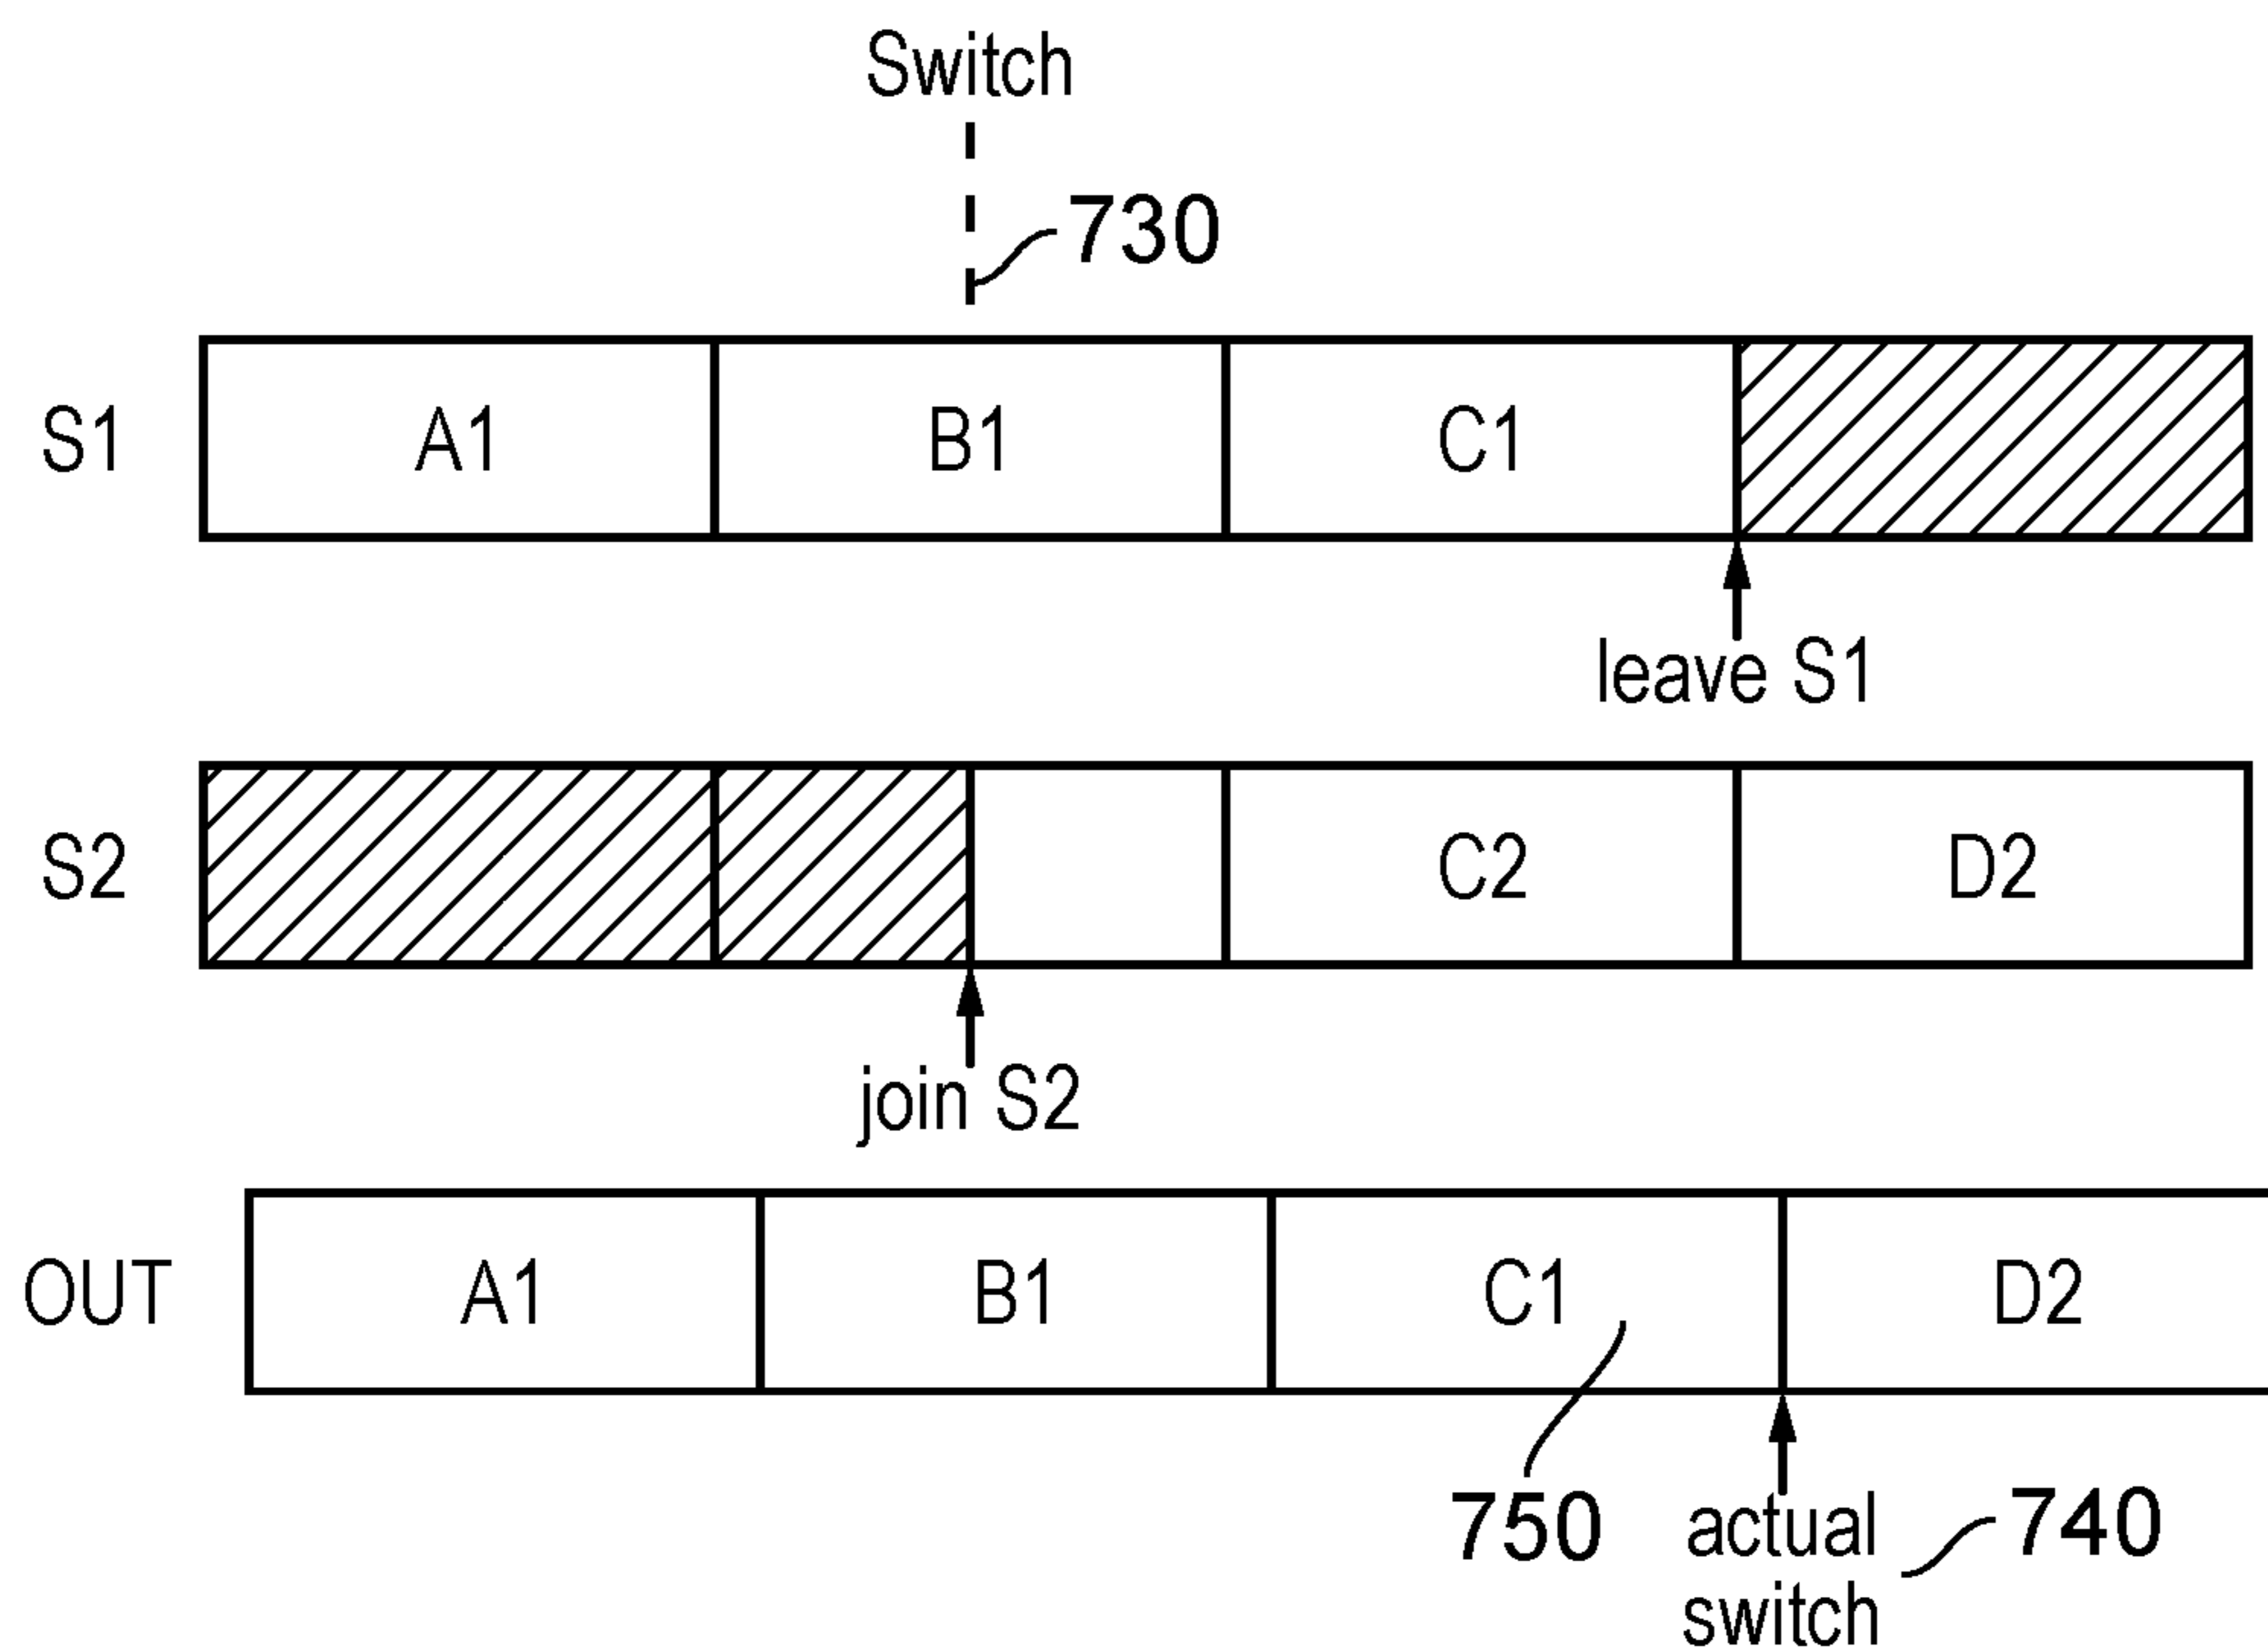 Switch
730
S1 A1 B1 C1
leave S1
S2 C2 D2
join S2
OUT A1 B1 C1 D2
750 actual 740
switch